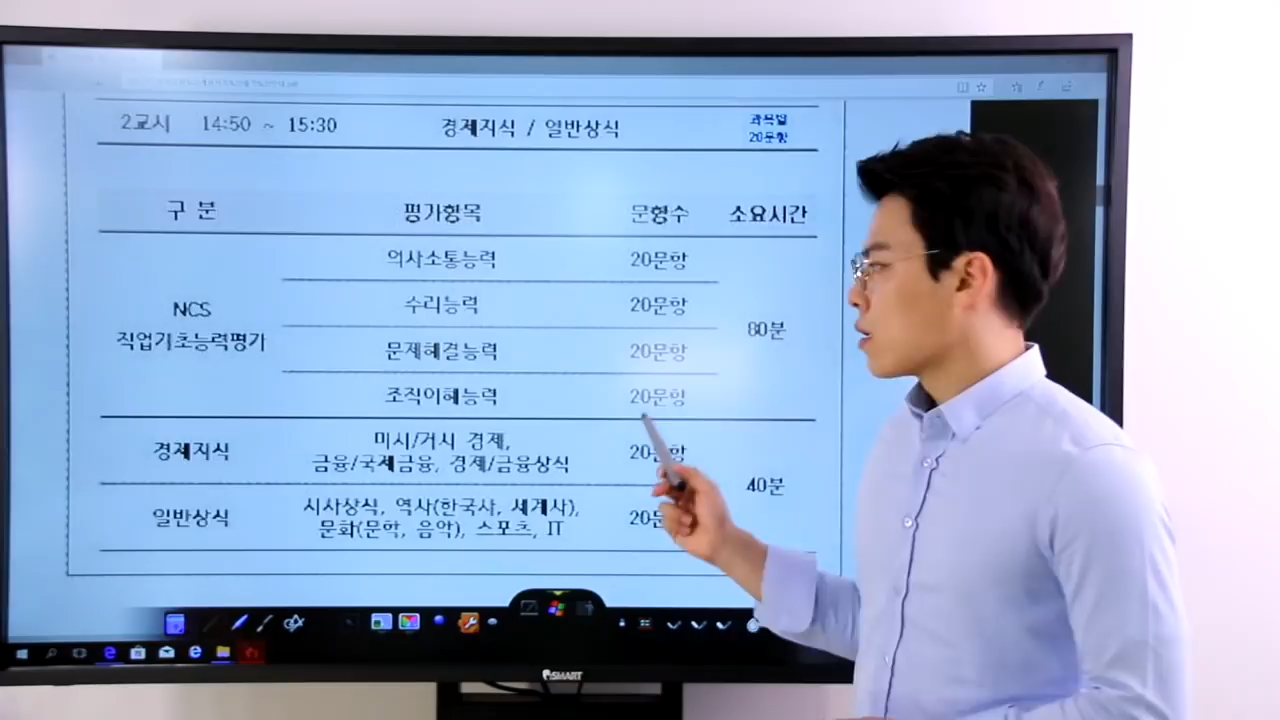 2교시 14:50 ~ 15:30 경제지식 / 일반상식 과목별
20문항
구 분 평가항목 문항수 소요시간
의사소통능력 20문항
NCS 수리능력 20문항
직업기초능력평가 80분
문제해결능력 20문항
조직이해능력 20문항
경제지식 미시/거시 경제, 20문항
금융/국제금융, 경제/금융상식
40분
일반상식 시사상식, 역사(한국사, 세계사), 20문
문화(문학, 음악), 스포츠, IT
SMART